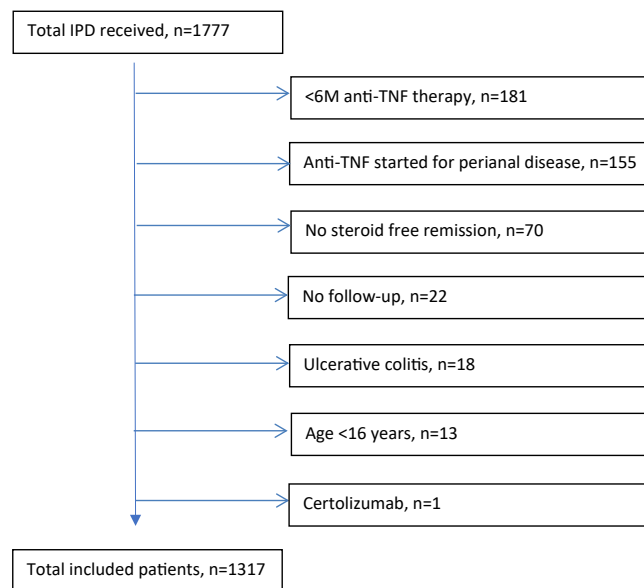 Total IPD received, n=1777
<6M anti-TNF therapy, n=181
Anti-TNF started for perianal disease, n=155
No steroid free remission, n=70
No follow-up, n=22
Ulcerative colitis, n=18
Age <16 years, n=13
Certolizumab, n=1
Total included patients, n=1317